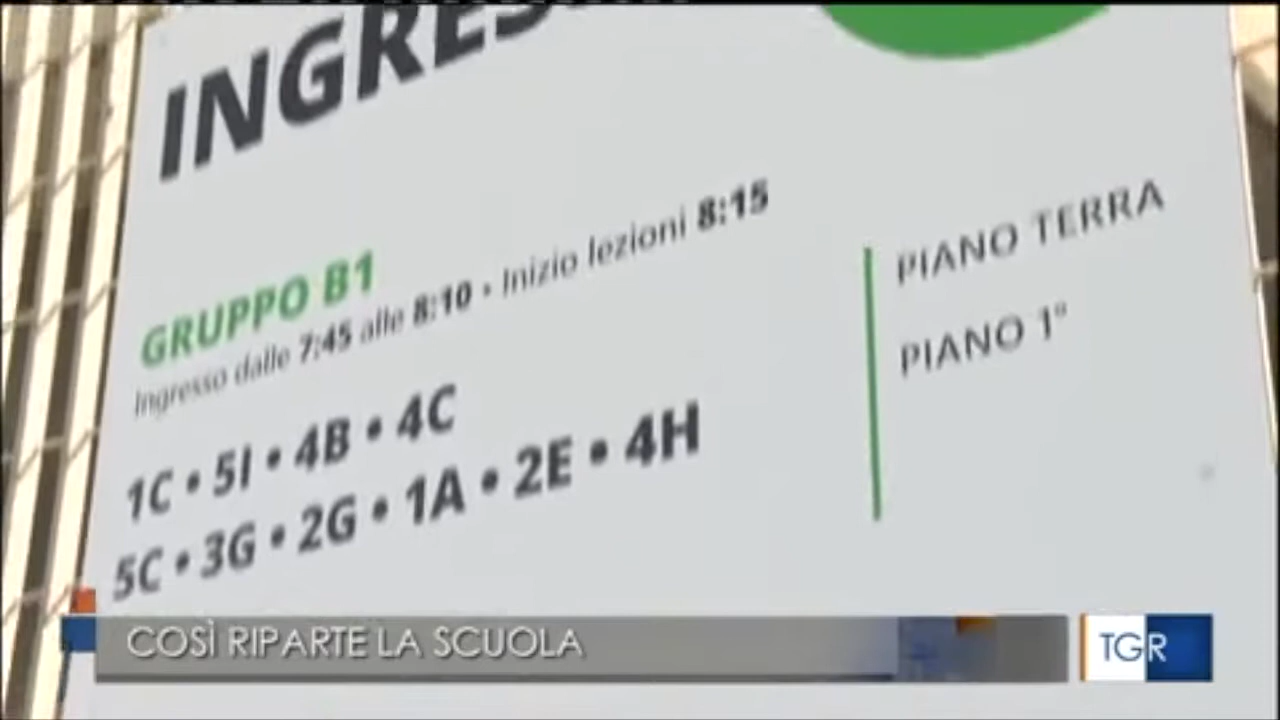 GRUPPO B1
Ingresso dalle 7:45 alle 8:10 • Inizio lezioni 8:15
1C • 5I • 4B • 4C
5C • 3G • 2G • 1A • 2E • 4H
PIANO TERRA
PIANO 1°
COSÌ RIPARTE LA SCUOLA
TGR